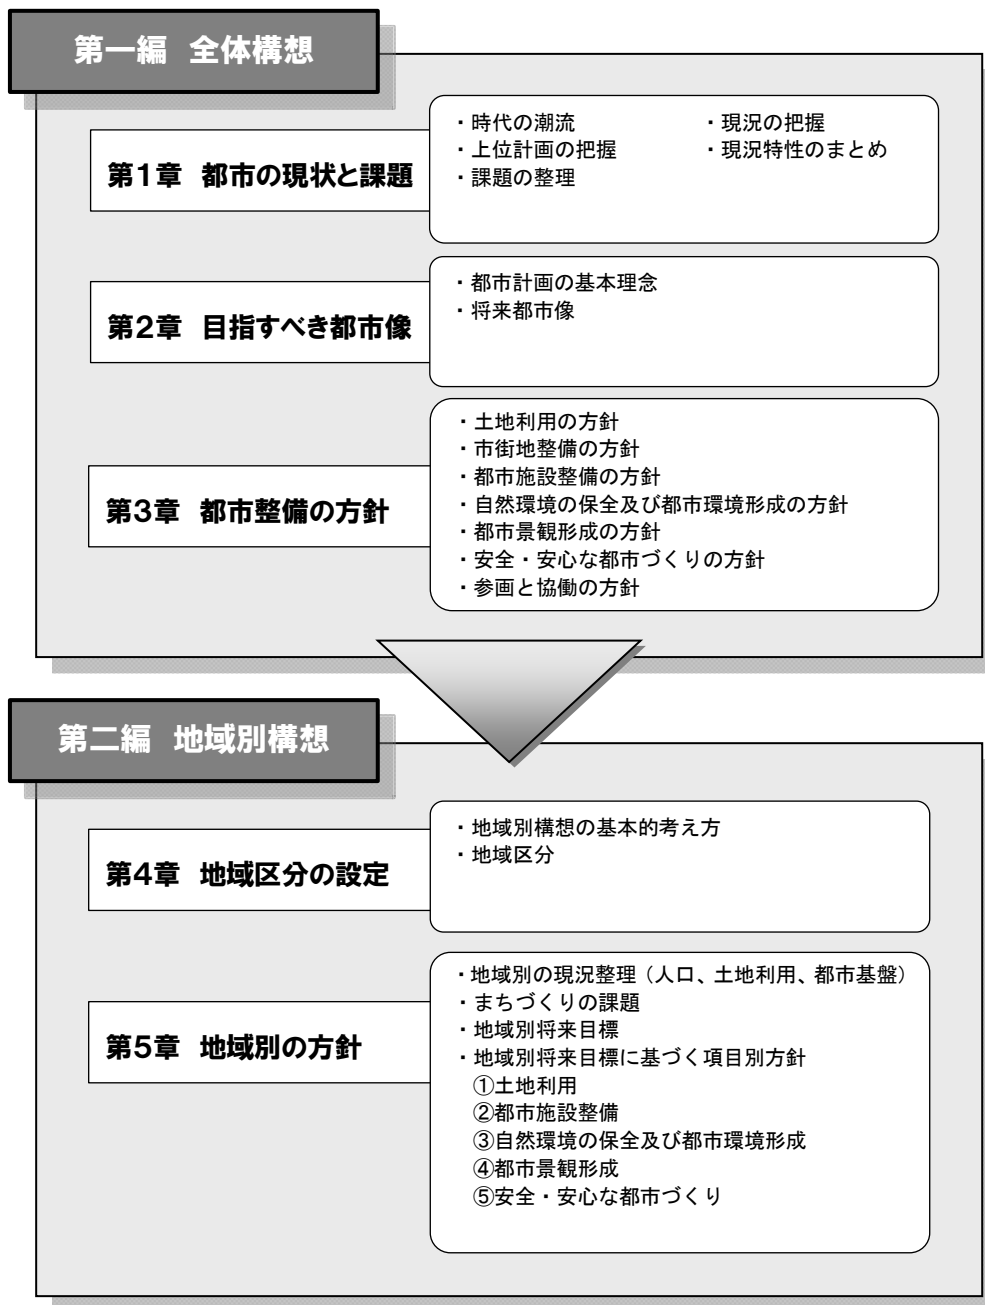 第一編 全体構想
第1章 都市の現状と課題
・時代の潮流 ・現況の把握
・上位計画の把握 ・現況特性のまとめ
・課題の整理
第2章 目指すべき都市像
・都市計画の基本理念
・将来都市像
第3章 都市整備の方針
・土地利用の方針
・市街地整備の方針
・都市施設整備の方針
・自然環境の保全及び都市環境形成の方針
・都市景観形成の方針
・安全・安心な都市づくりの方針
・参画と協働の方針
第二編 地域別構想
第4章 地域区分の設定
・地域別構想の基本的考え方
・地域区分
第5章 地域別の方針
・地域別の現況整理（人口、土地利用、都市基盤）
・まちづくりの課題
・地域別将来目標
・地域別将来目標に基づく項目別方針
①土地利用
②都市施設整備
③自然環境の保全及び都市環境形成
④都市景観形成
⑤安全・安心な都市づくり